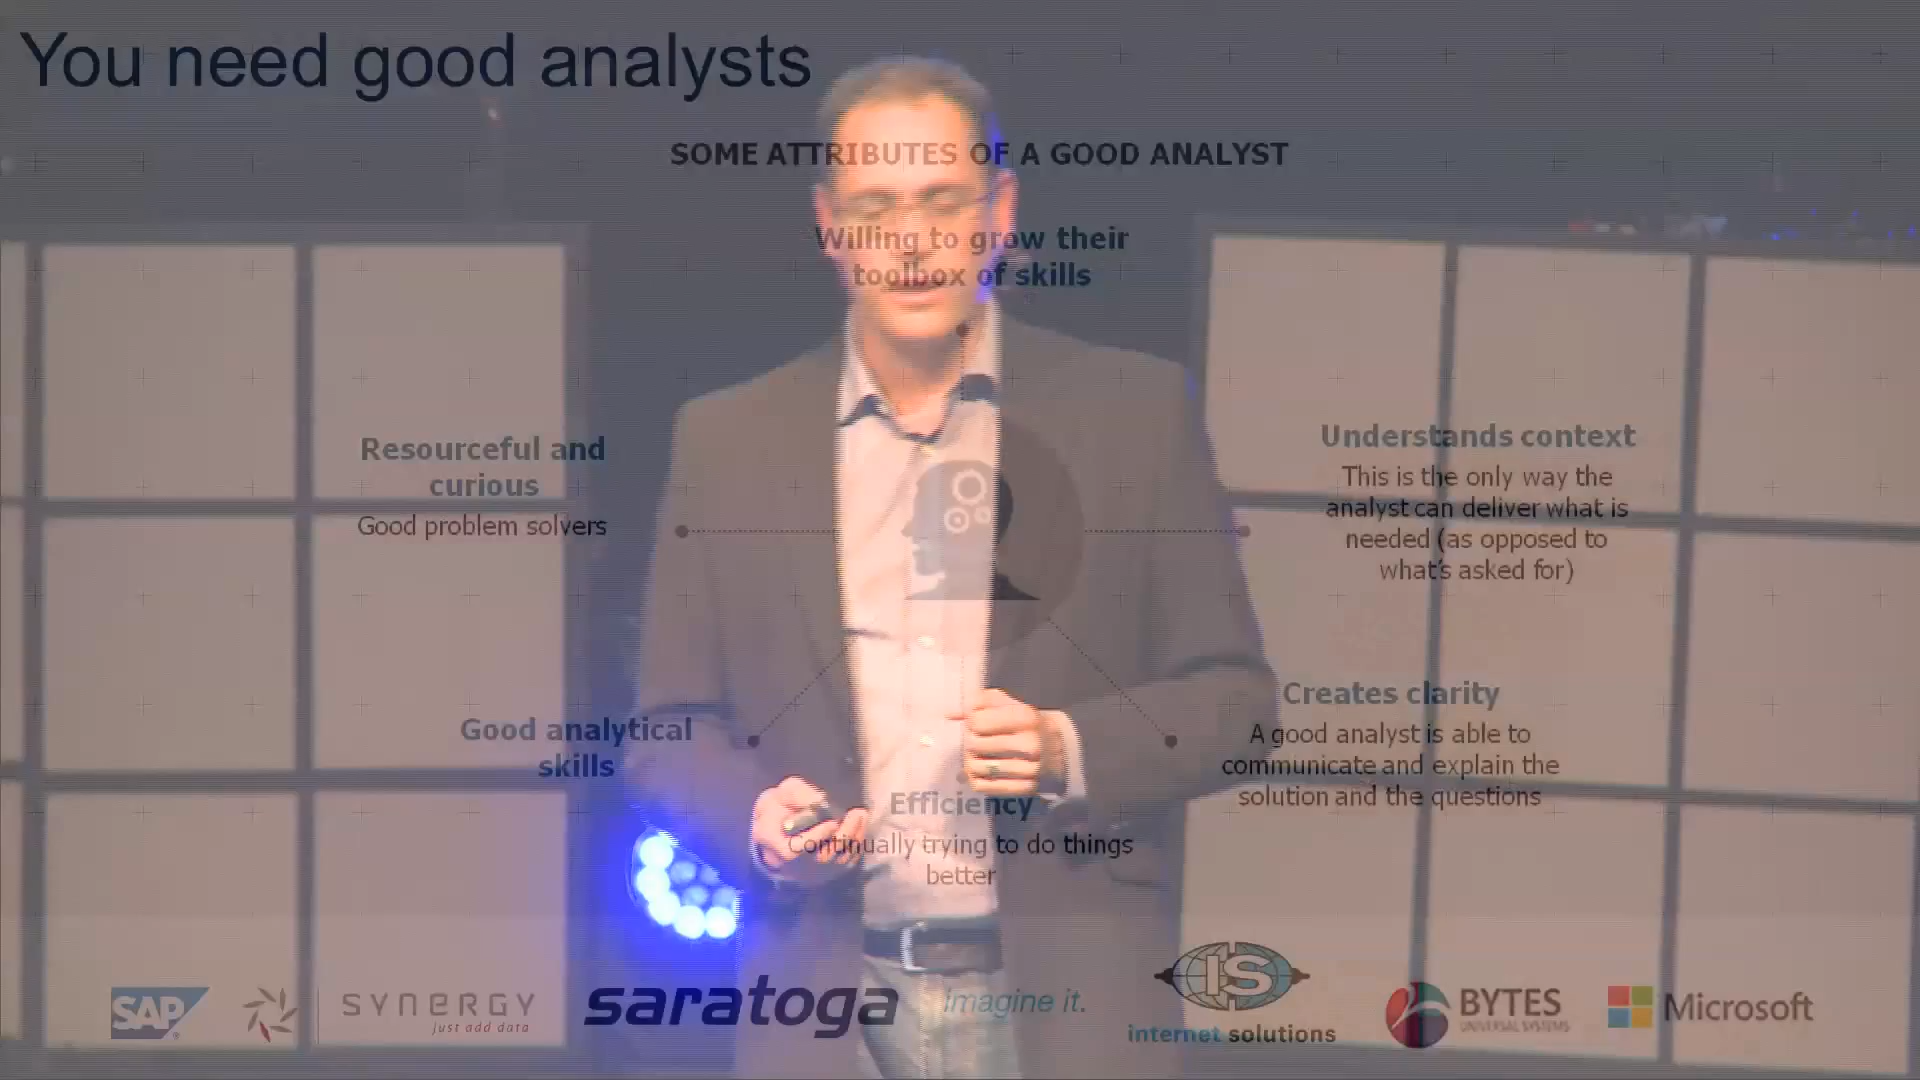 You need good analysts
SOME ATTRIBUTES OF A GOOD ANALYST
Willing to grow their
toolbox of skills
Resourceful and
curious
Good problem solvers
Understands context
This is the only way the
analyst can deliver what is
needed (as opposed to
what's asked for)
Good analytical
skills
Creates clarity
A good analyst is able to
communicate and explain the
solution and the questions
Efficiency
Continually trying to do things
better
SAP
SYNERGY
just add data
saratoga
imagine it.
IS
internet solutions
BYTES
UNIVERSAL SYSTEMS
Microsoft